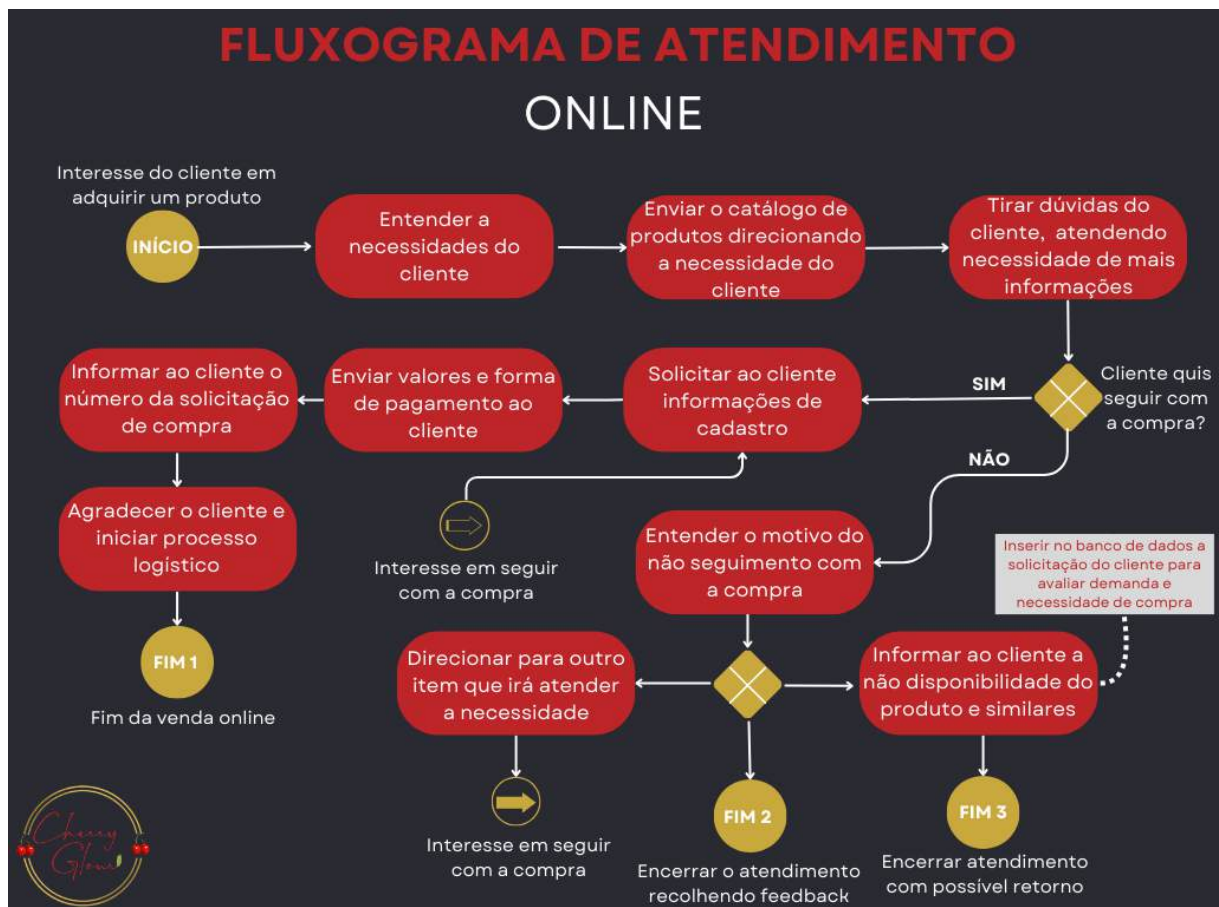 FLUXOGRAMA DE ATENDIMENTO
ONLINE
Interesse do cliente em
adquirir um produto
INÍCIO
Entender a
necessidades do
cliente
Enviar o catálogo de
produtos direcionando
a necessidade do
cliente
Tirar dúvidas do
cliente, atendendo
necessidade de mais
informações
Cliente quis
seguir com
a compra?
SIM
Solicitar ao cliente
informações de
cadastro
Enviar valores e forma
de pagamento ao
cliente
Informar ao cliente o
número da solicitação
de compra
Agradecer o cliente e
iniciar processo
logístico
FIM 1
Fim da venda online
Interesse em seguir
com a compra
NÃO
Entender o motivo do
não seguimento com
a compra
Inserir no banco de dados a
solicitação do cliente para
avaliar demanda e
necessidade de compra
Direcionar para outro
item que irá atender
a necessidade
Informar ao cliente a
não disponibilidade do
produto e similares
Interesse em seguir
com a compra
FIM 2
Encerrar o atendimento
recolhendo feedback
FIM 3
Encerrar atendimento
com possível retorno
Cherry
Glow